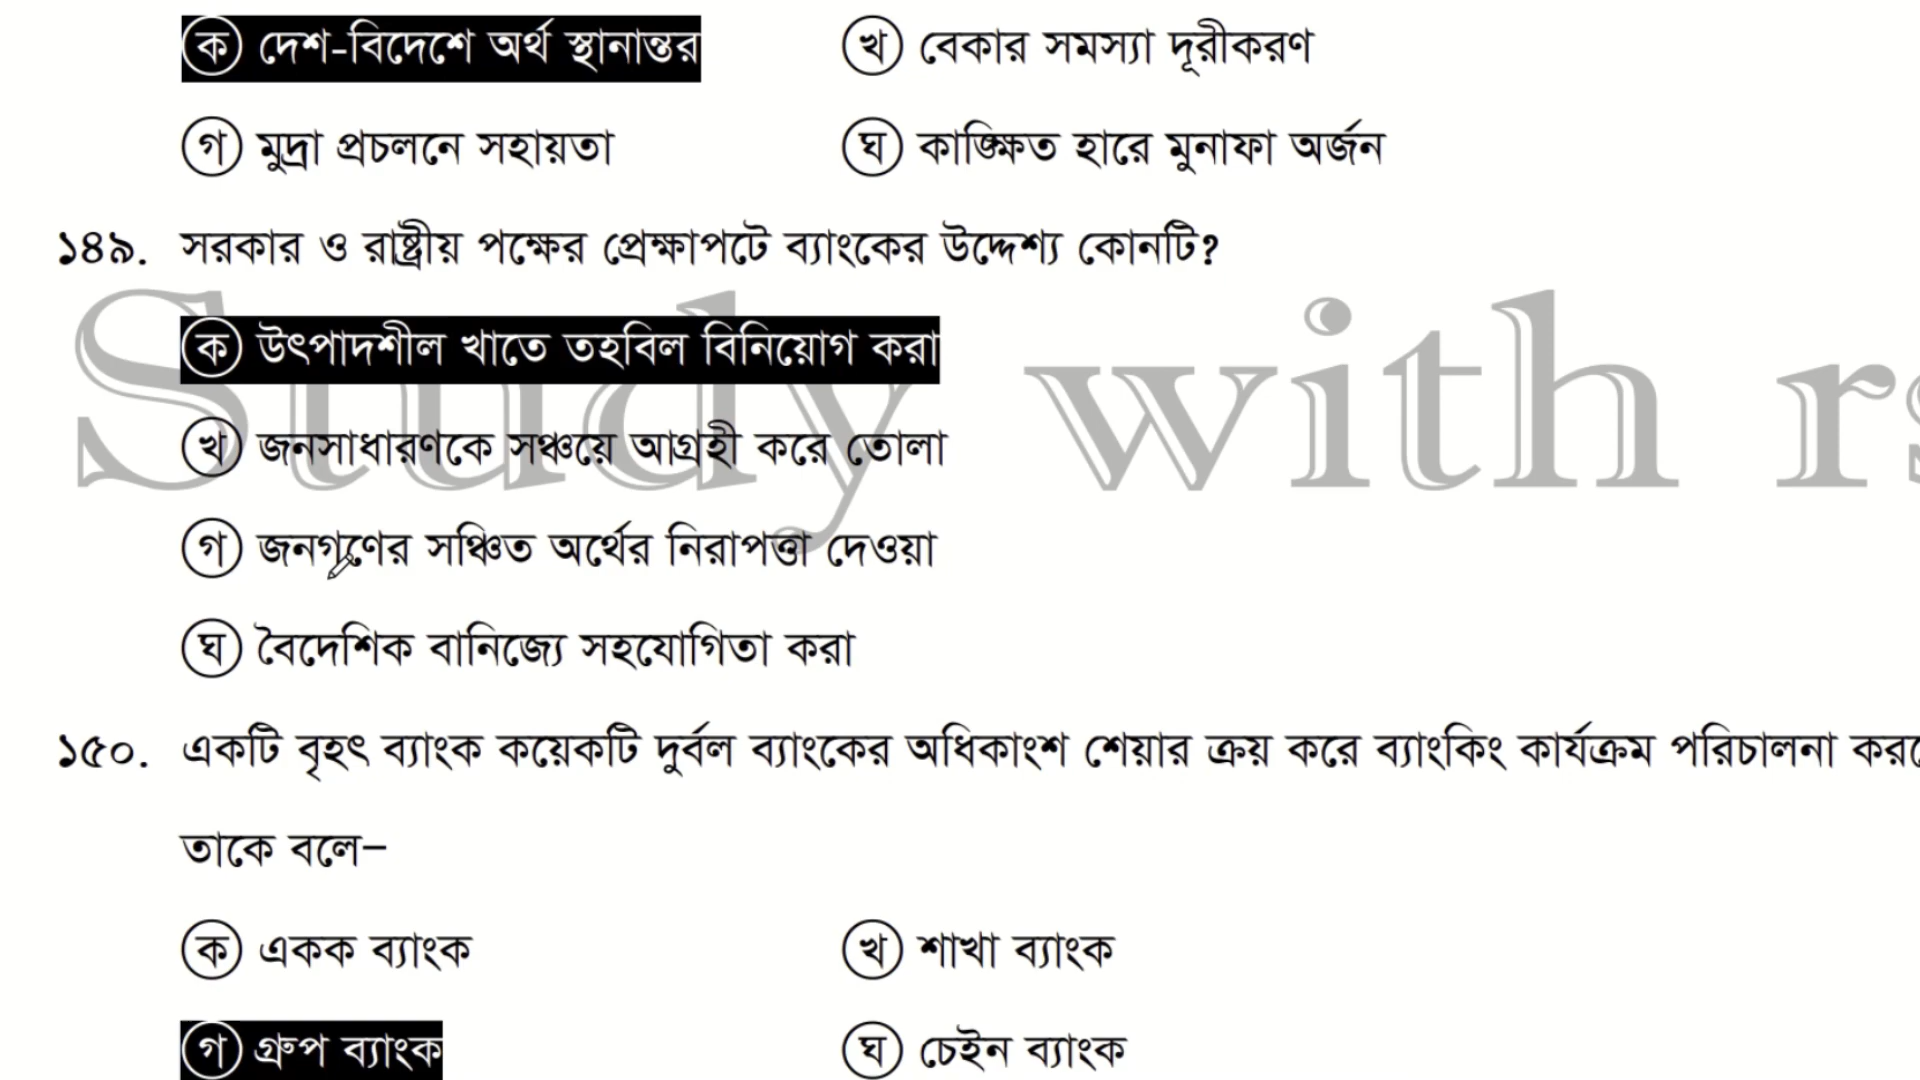 ক দেশ-বিদেশে অর্থ স্থানান্তর খ বেকার সমস্যা দূরীকরণ
গ মুদ্রা প্রচলনে সহায়তা ঘ কাঙ্ক্ষিত হারে মুনাফা অর্জন
১৪৯. সরকার ও রাষ্ট্রীয় পক্ষের প্রেক্ষাপটে ব্যাংকের উদ্দেশ্য কোনটি?
ক উৎপাদশীল খাতে তহবিল বিনিয়োগ করা
Study with rs
খ জনসাধারণকে সঞ্চয়ে আগ্রহী করে তোলা
গ জনগণের সঞ্চিত অর্থের নিরাপত্তা দেওয়া
ঘ বৈদেশিক বানিজ্যে সহযোগিতা করা
১৫০. একটি বৃহৎ ব্যাংক কয়েকটি দুর্বল ব্যাংকের অধিকাংশ শেয়ার ক্রয় করে ব্যাংকিং কার্যক্রম পরিচালনা
তাকে বলে–
ক একক ব্যাংক খ শাখা ব্যাংক
গ গ্রুপ ব্যাংক ঘ চেইন ব্যাংক